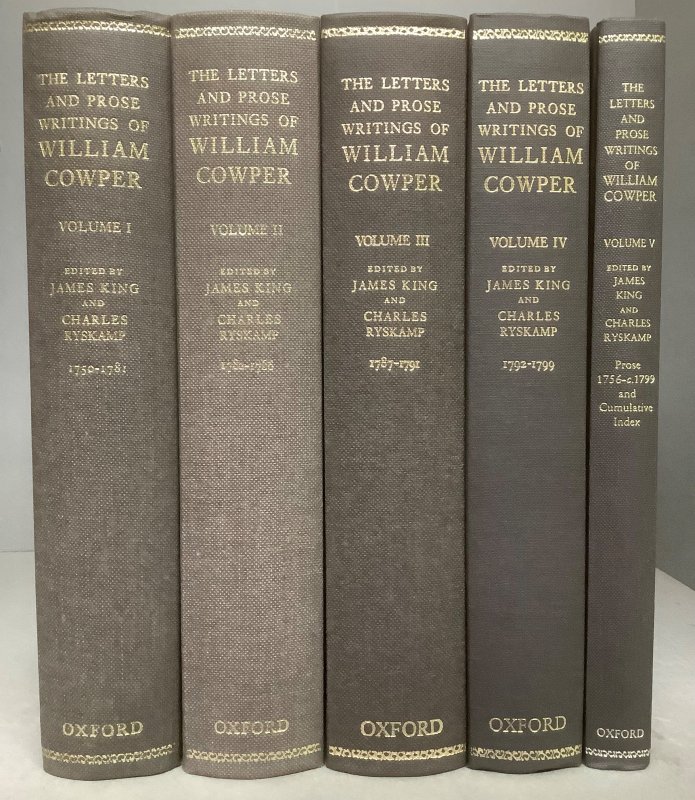 THE LETTERS
AND PROSE
WRITINGS OF
WILLIAM
COWPER
VOLUME I
EDITED BY
JAMES KING
AND
CHARLES
RYSKAMP
1750-1781
OXFORD
THE LETTERS
AND PROSE
WRITINGS OF
WILLIAM
COWPER
VOLUME II
EDITED BY
JAMES KING
AND
CHARLES
RYSKAMP
1782-1786
OXFORD
THE LETTERS
AND PROSE
WRITINGS OF
WILLIAM
COWPER
VOLUME III
EDITED BY
JAMES KING
AND
CHARLES
RYSKAMP
1787-1791
OXFORD
THE LETTERS
AND PROSE
WRITINGS OF
WILLIAM
COWPER
VOLUME IV
EDITED BY
JAMES KING
AND
CHARLES
RYSKAMP
1792-1799
OXFORD
THE
LETTERS
AND
PROSE
WRITINGS
OF
WILLIAM
COWPER
VOLUME V
EDITED BY
JAMES
KING
AND
CHARLES
RYSKAMP
Prose
1756-c.1799
and
Cumulative
Index
OXFORD